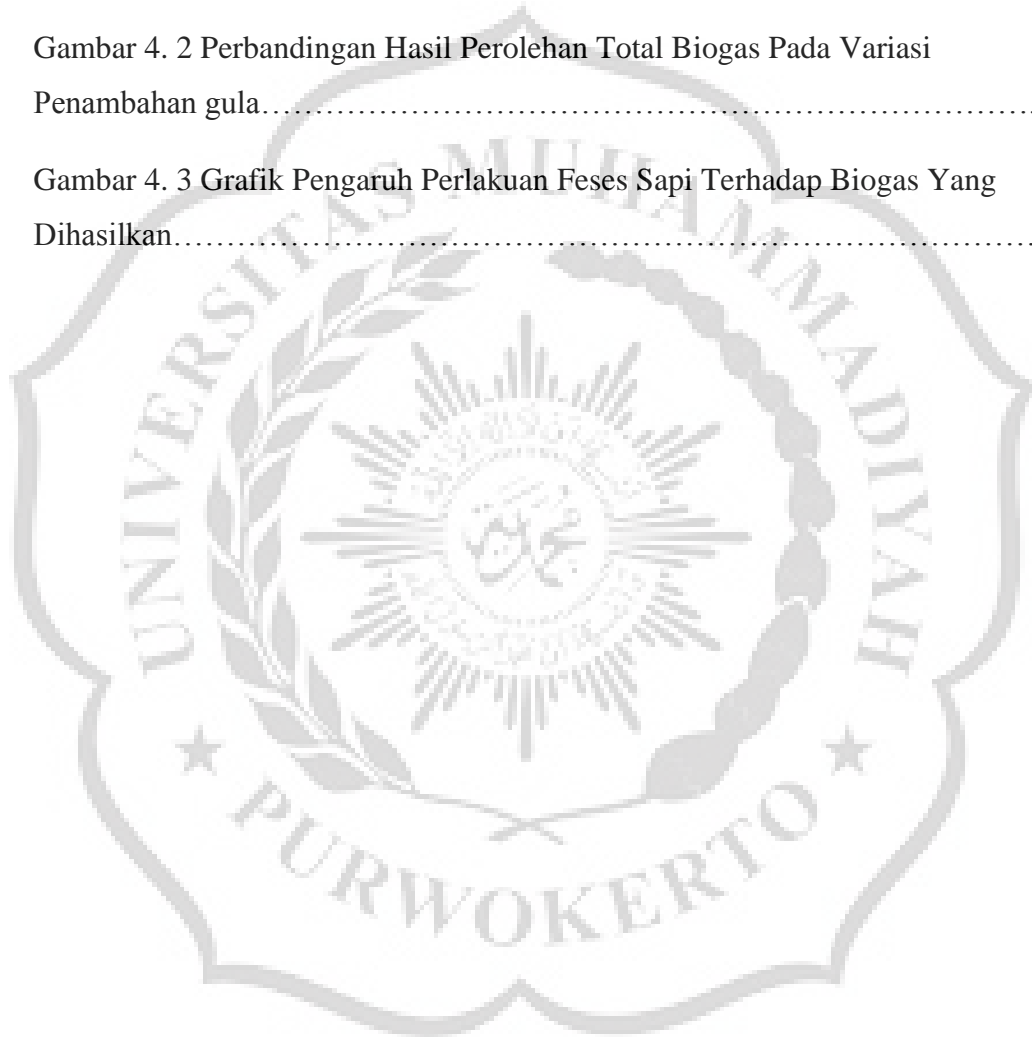 Gambar 4. 2 Perbandingan Hasil Perolehan Total Biogas Pada Variasi
Penambahan gula……………………………………………………………………
Gambar 4. 3 Grafik Pengaruh Perlakuan Feses Sapi Terhadap Biogas Yang
Dihasilkan……………………………………………………………………………
UNIVERSITAS MUHAMMADIYAH
PURWOKERTO